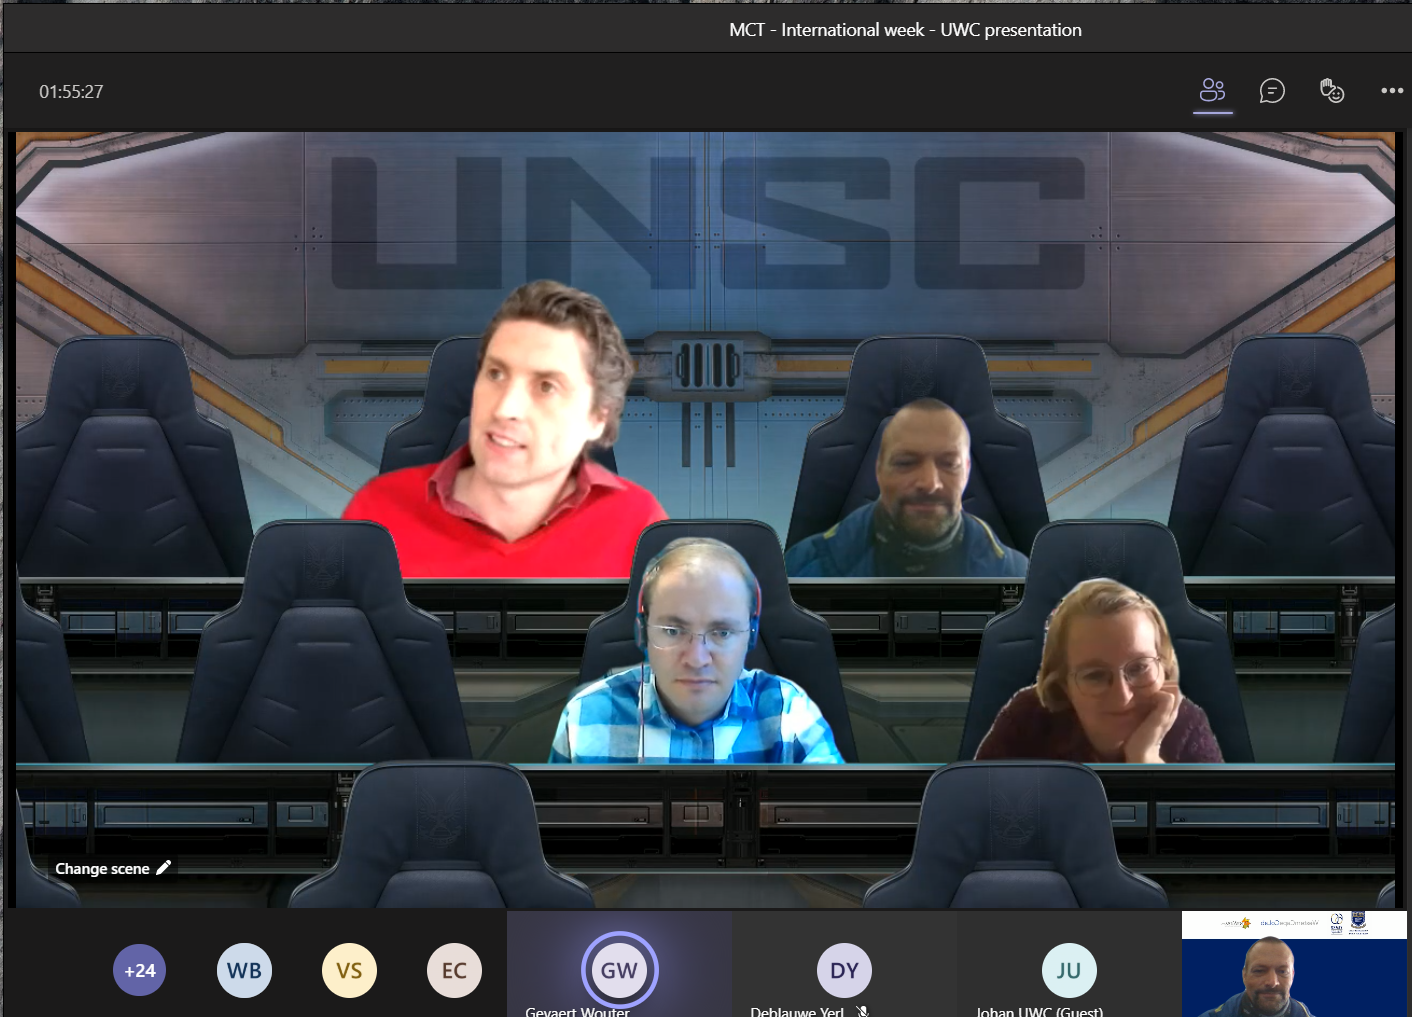 MCT - International week - UWC presentation
01:55:27
UNSC
Change scene
+24
WB
VS
EC
GW
DY
JU
Gevaert Wouter
Deblauwe Yerl
Johan UWC (Guest)